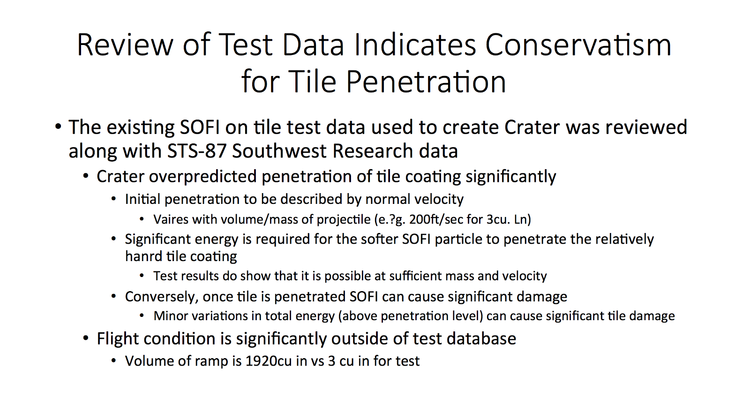 Review of Test Data Indicates Conservatism
for Tile Penetration
• The existing SOFI on tile test data used to create Crater was reviewed
along with STS-87 Southwest Research data
• Crater overpredicted penetration of tile coating significantly
• Initial penetration to be described by normal velocity
• Vaires with volume/mass of projectile (e.?g. 200ft/sec for 3cu. Ln)
• Significant energy is required for the softer SOFI particle to penetrate the relatively
hanrd tile coating
• Test results do show that it is possible at sufficient mass and velocity
• Conversely, once tile is penetrated SOFI can cause significant damage
• Minor variations in total energy (above penetration level) can cause significant tile damage
• Flight condition is significantly outside of test database
• Volume of ramp is 1920cu in vs 3 cu in for test